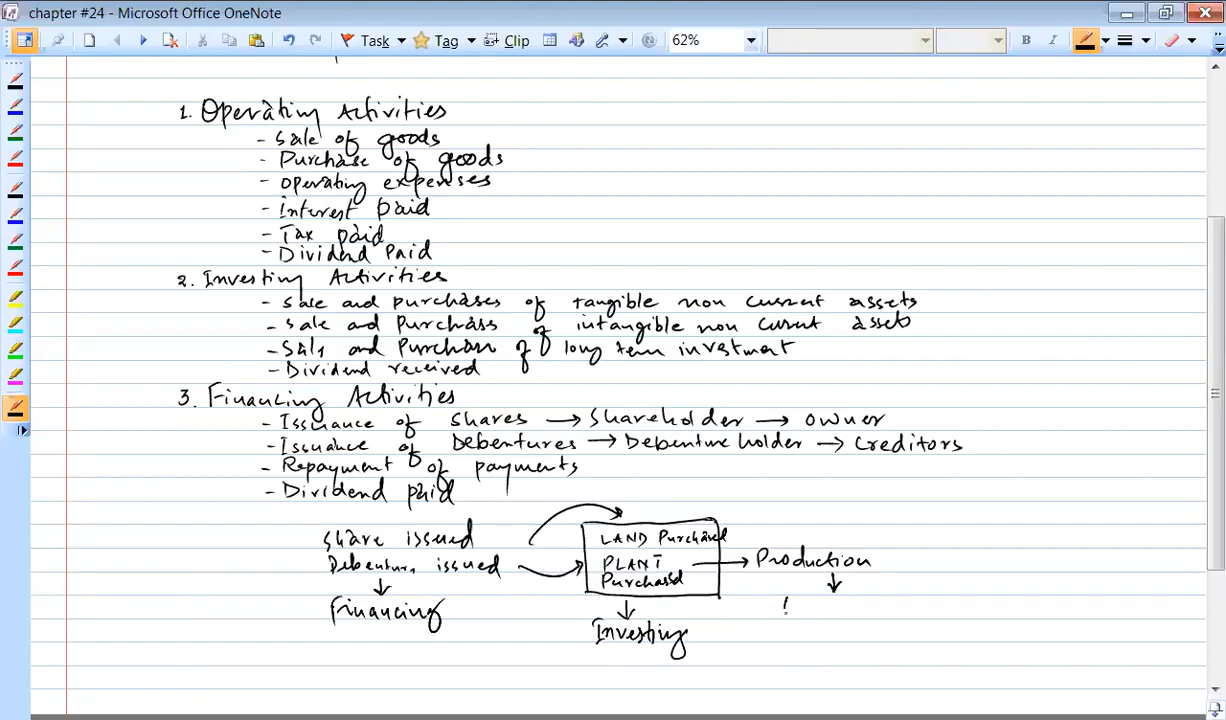 chapter #24 - Microsoft Office OneNote
Task Tag Clip 62% B I
1. Operating Activities
- Sale of goods
- Purchase of goods
- operating expenses
- Interest paid
- Tax paid
- Dividend Paid
2. Investing Activities
- Sale and purchases of tangible non current assets
- Sale and Purchass of intangible non current assets
- Sals and Purchase of long term investment
- Dividend received
3. Financing Activities
- Issuance of shares → Shareholder → owner
- Issuance of Debentures → Debenture holder → Creditors
- Repayment of payments
- Dividend paid
Share issued
Debenture issued
↓
Financing
LAND Purchased
PLANT
Purchased
↓
Investing
→ Production
↓